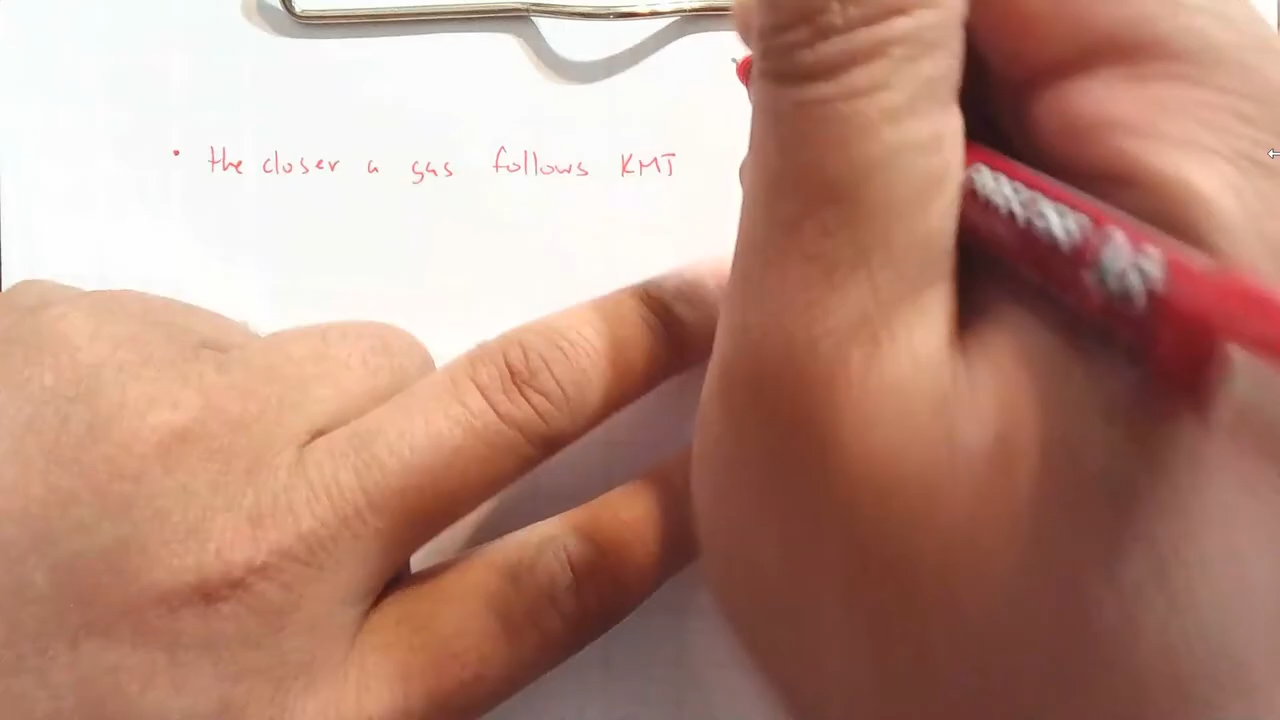 • the closer a gas follows KMT